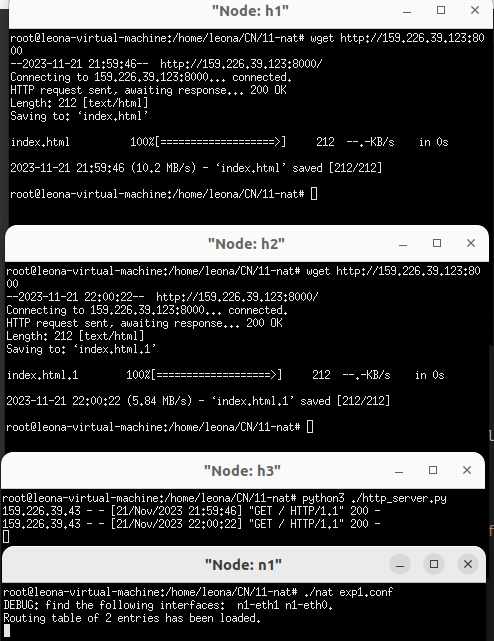 "Node: h1"
root@leona-virtual-machine:/home/leona/CN/11-nat# wget http://159.226.39.123:80
00
--2023-11-21 21:59:46--  http://159.226.39.123:8000/
Connecting to 159.226.39.123:8000... connected.
HTTP request sent, awaiting response... 200 OK
Length: 212 [text/html]
Saving to: ‘index.html’
index.html          100%[===================>]     212  --.-KB/s    in 0s
2023-11-21 21:59:46 (10.2 MB/s) - ‘index.html’ saved [212/212]
root@leona-virtual-machine:/home/leona/CN/11-nat#
"Node: h2"
root@leona-virtual-machine:/home/leona/CN/11-nat# wget http://159.226.39.123:80
00
--2023-11-21 22:00:22--  http://159.226.39.123:8000/
Connecting to 159.226.39.123:8000... connected.
HTTP request sent, awaiting response... 200 OK
Length: 212 [text/html]
Saving to: ‘index.html.1’
index.html.1        100%[===================>]     212  --.-KB/s    in 0s
2023-11-21 22:00:22 (5.84 MB/s) - ‘index.html.1’ saved [212/212]
root@leona-virtual-machine:/home/leona/CN/11-nat#
"Node: h3"
root@leona-virtual-machine:/home/leona/CN/11-nat# python3 ./http_server.py
159.226.39.43 - - [21/Nov/2023 21:59:46] "GET / HTTP/1.1" 200 -
159.226.39.43 - - [21/Nov/2023 22:00:22] "GET / HTTP/1.1" 200 -
"Node: n1"
root@leona-virtual-machine:/home/leona/CN/11-nat# ./nat exp1.conf
DEBUG: find the following interfaces:  n1-eth1 n1-eth0.
Routing table of 2 entries has been loaded.